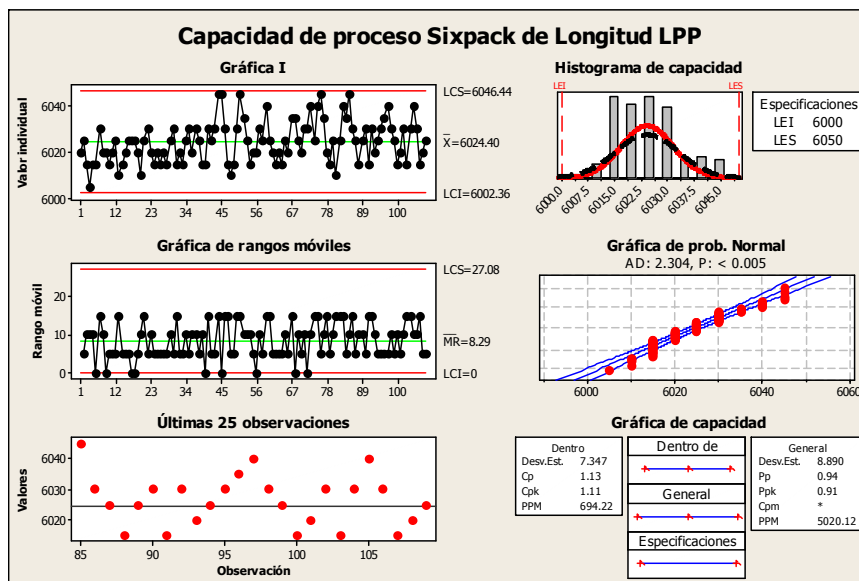 Capacidad de proceso Sixpack de Longitud LPP
Gráfica I
Valor individual
6040
6020
6000
1 12 23 34 45 56 67 78 89 100
LCS=6046.44
X=6024.40
LCI=6002.36
Histograma de capacidad
LEI LES
6000.0 6007.5 6015.0 6022.5 6030.0 6037.5 6045.0
Especificaciones
LEI 6000
LES 6050
Gráfica de rangos móviles
Rango móvil
20
10
0
1 12 23 34 45 56 67 78 89 100
LCS=27.08
MR=8.29
LCI=0
Gráfica de prob. Normal
AD: 2.304, P: < 0.005
6000 6020 6040 6060
Últimas 25 observaciones
Valores
6040
6030
6020
85 90 95 100 105
Observación
Gráfica de capacidad
Dentro
Desv.Est. 7.347
Cp 1.13
Cpk 1.11
PPM 694.22
Dentro de
General
Especificaciones
General
Desv.Est. 8.890
Pp 0.94
Ppk 0.91
Cpm *
PPM 5020.12